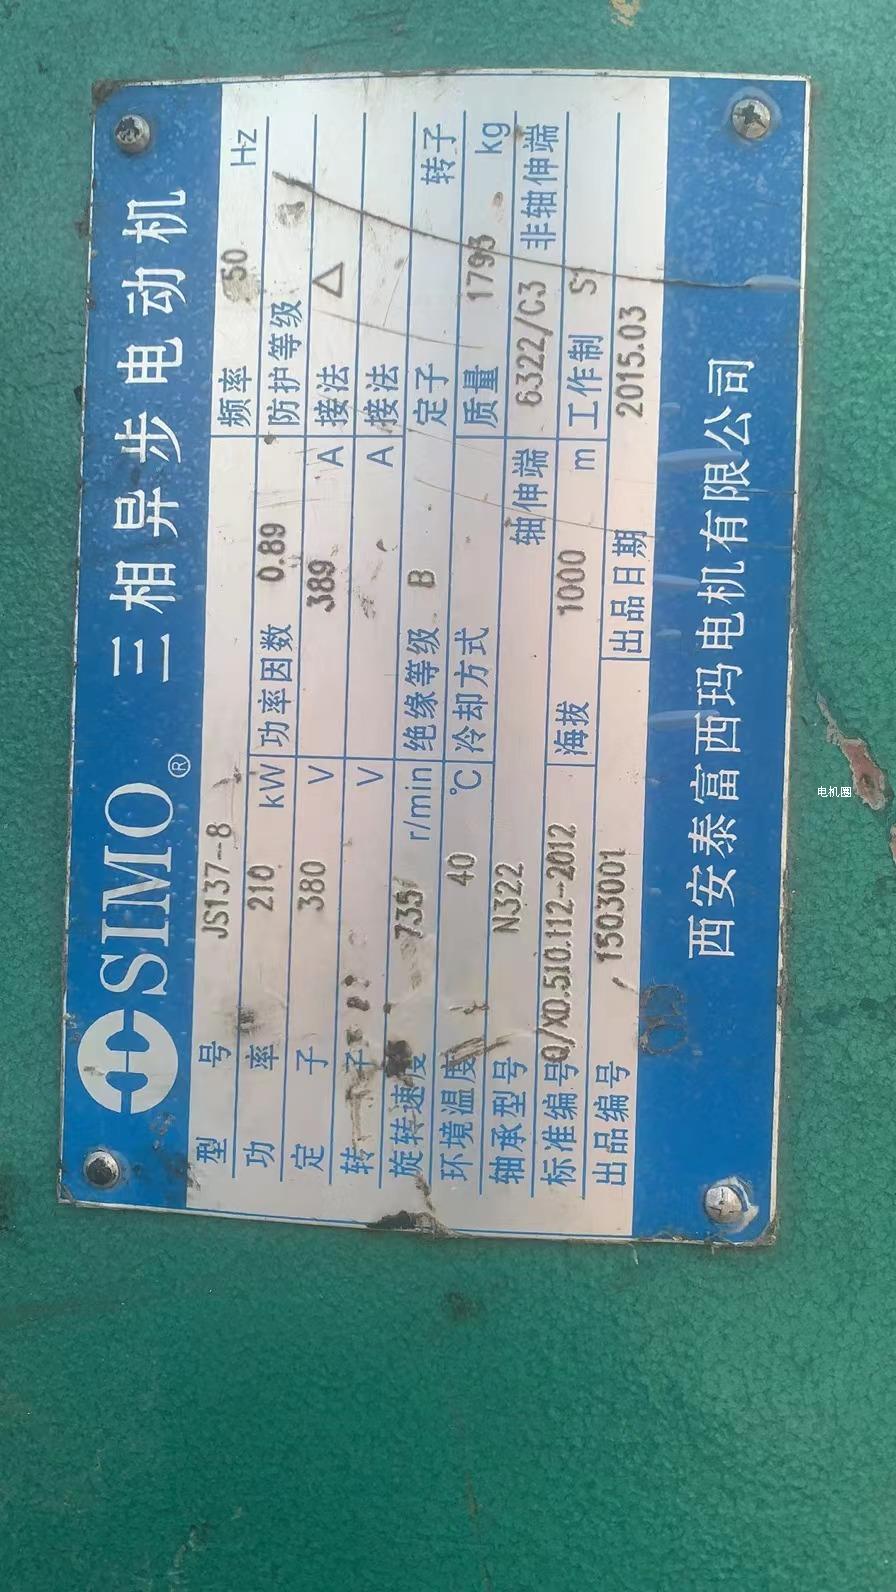 SIMO® 三相异步电动机
型号 JS137-8 频率 50 Hz
功率 210 kW 功率因数 0.89 防护等级
定子 380 V 389 A 接法 △
转子 V A 接法
旋转速度 735 r/min 绝缘等级 B 定子 转子
环境温度 40 ℃ 冷却方式 质量 1793 kg
轴承型号 N322 轴伸端 6322/C3 非轴伸端
标准编号 Q/XD.510.112-2012 海拔 1000 m 工作制 S1
出品编号 1503001 出品日期 2015.03
西安泰富西玛电机有限公司
电机圈